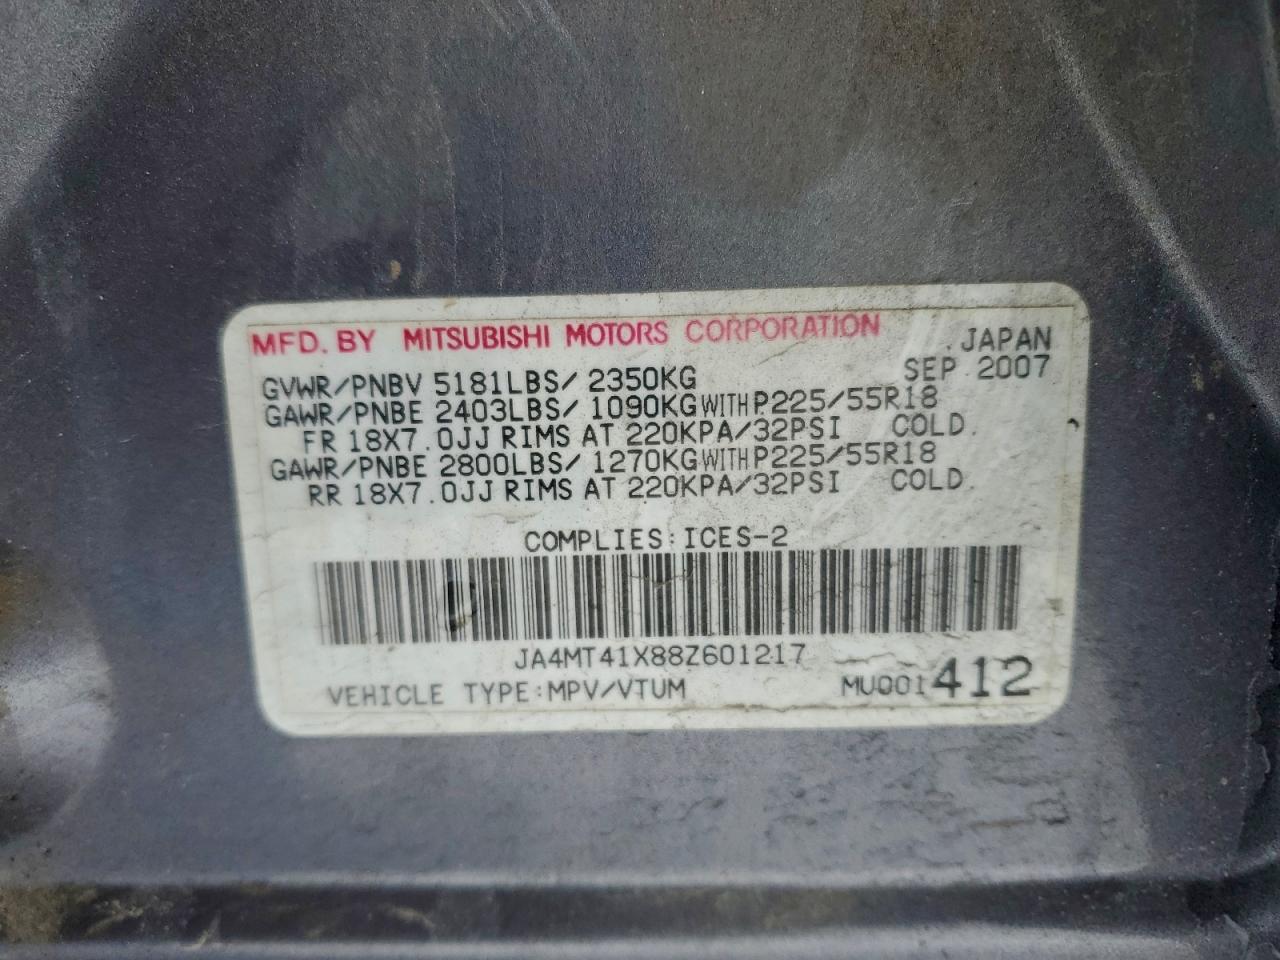 MFD. BY MITSUBISHI MOTORS CORPORATION .JAPAN
GVWR/PNBV 5181LBS/ 2350KG SEP 2007
GAWR/PNBE 2403LBS/ 1090KG WITH P225/55R18
FR 18X7.0JJ RIMS AT 220KPA/32PSI COLD.
GAWR/PNBE 2800LBS/ 1270KG WITH P225/55R18
RR 18X7.0JJ RIMS AT 220KPA/32PSI COLD.
COMPLIES:ICES-2
JA4MT41X88Z601217
VEHICLE TYPE:MPV/VTUM MU001412